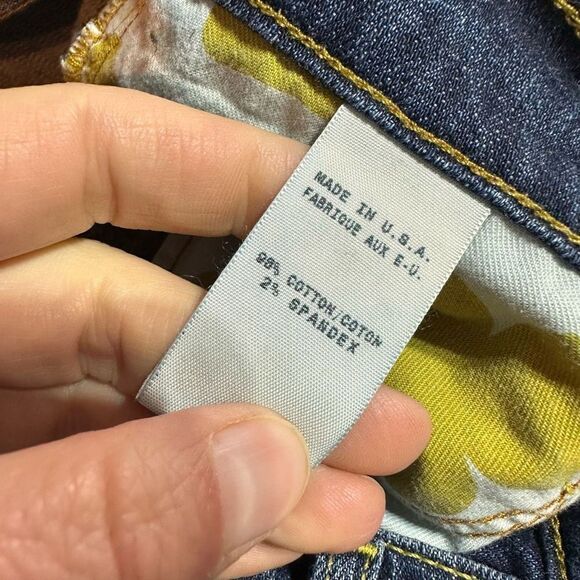 MADE IN U.S.A.
FABRIQUE AUX E-U.
98% COTTON/COTON
2% SPANDEX